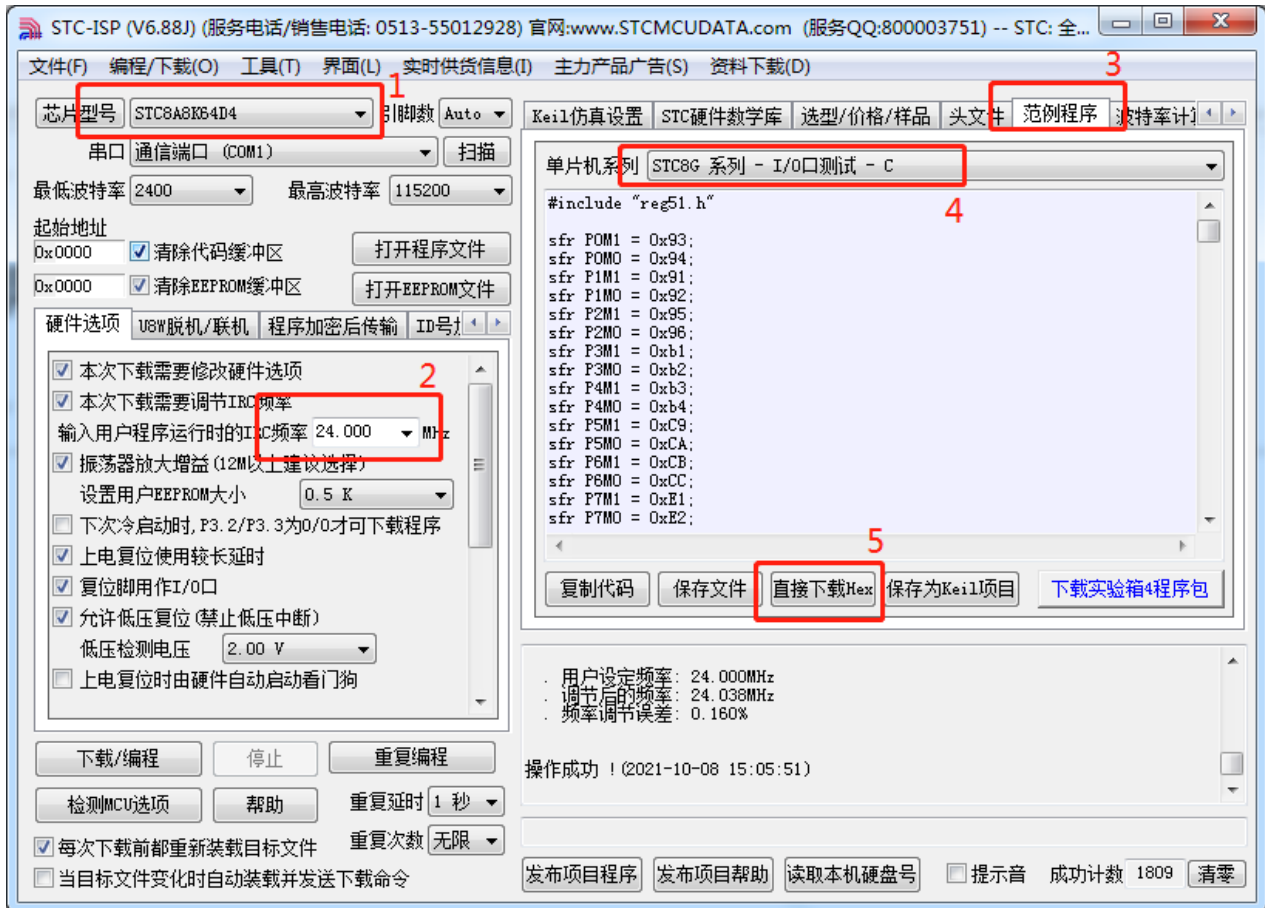 STC-ISP (V6.88J) (服务电话/销售电话: 0513-55012928) 官网:www.STCMCUDATA.com (服务QQ:800003751) -- STC: 全...
文件(F) 编程/下载(O) 工具(T) 界面(L) 实时供货信息(I) 主力产品广告(S) 资料下载(D)
1
3
芯片型号 STC8A8K64D4 引脚数 Auto
串口 通信端口 (COM1) 扫描
最低波特率 2400 最高波特率 115200
起始地址
0x0000 清除代码缓冲区 打开程序文件
0x0000 清除EEPROM缓冲区 打开EEPROM文件
硬件选项 U8W脱机/联机 程序加密后传输 ID号
本次下载需要修改硬件选项
2
本次下载需要调节IRC频率
输入用户程序运行时的IRC频率 24.000 MHz
振荡器放大增益(12M以上建议选择)
设置用户EEPROM大小 0.5 K
下次冷启动时,P3.2/P3.3为0/0才可下载程序
上电复位使用较长延时
复位脚用作I/O口
允许低压复位(禁止低压中断)
低压检测电压 2.00 V
上电复位时由硬件自动启动看门狗
下载/编程 停止 重复编程
检测MCU选项 帮助 重复延时 1 秒
每次下载前都重新装载目标文件 重复次数 无限
当目标文件变化时自动装载并发送下载命令
Keil仿真设置 STC硬件数学库 选型/价格/样品 头文件 范例程序 波特率计
单片机系列 STC8G 系列 - I/O口测试 - C
4
#include "reg51.h"
sfr P0M1 = 0x93;
sfr P0M0 = 0x94;
sfr P1M1 = 0x91;
sfr P1M0 = 0x92;
sfr P2M1 = 0x95;
sfr P2M0 = 0x96;
sfr P3M1 = 0xb1;
sfr P3M0 = 0xb2;
sfr P4M1 = 0xb3;
sfr P4M0 = 0xb4;
sfr P5M1 = 0xC9;
sfr P5M0 = 0xCA;
sfr P6M1 = 0xCB;
sfr P6M0 = 0xCC;
sfr P7M1 = 0xE1;
sfr P7M0 = 0xE2;
5
复制代码 保存文件 直接下载Hex 保存为Keil项目 下载实验箱4程序包
. 用户设定频率: 24.000MHz
. 调节后的频率: 24.038MHz
. 频率调节误差: 0.160%
操作成功 !(2021-10-08 15:05:51)
发布项目程序 发布项目帮助 读取本机硬盘号 提示音 成功计数 1809 清零